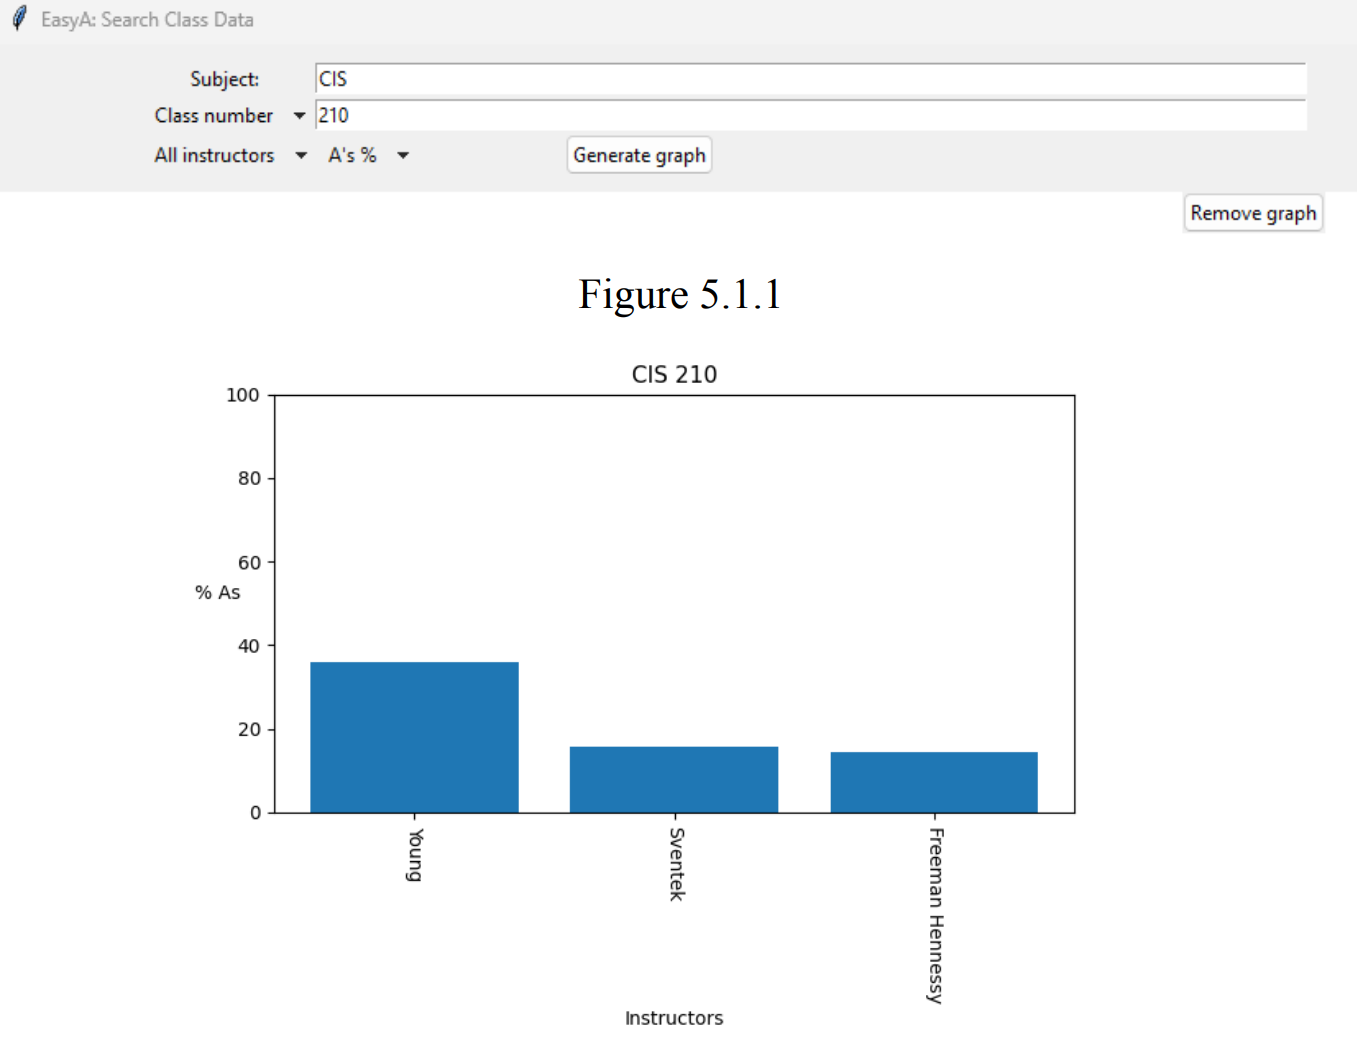 EasyA: Search Class Data
Subject: CIS
Class number 210
All instructors A's % Generate graph
Remove graph
Figure 5.1.1
CIS 210
100
80
60
% As
40
20
0
Young
Sventek
Freeman Hennessy
Instructors